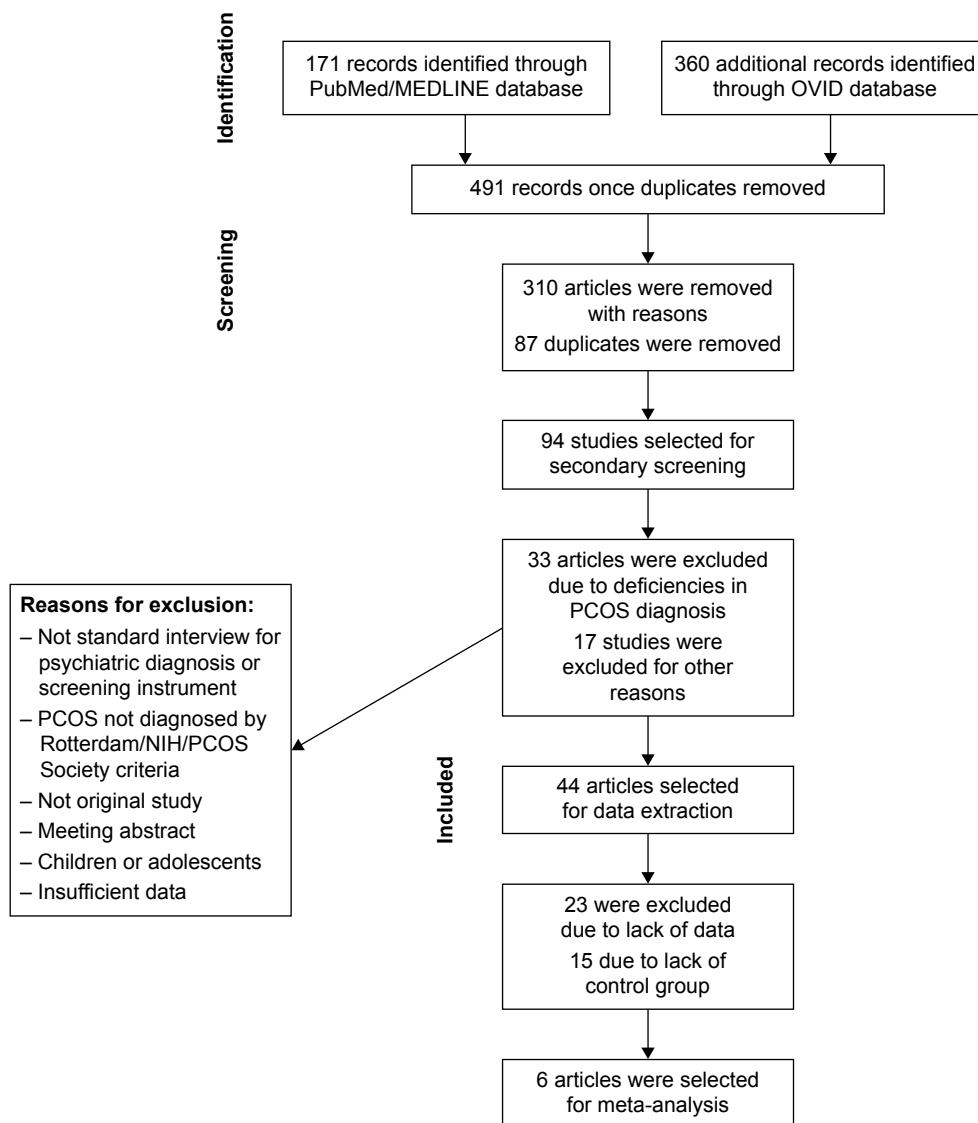 Identification
171 records identified through
PubMed/MEDLINE database
360 additional records identified
through OVID database
491 records once duplicates removed
Screening
310 articles were removed
with reasons
87 duplicates were removed
94 studies selected for
secondary screening
33 articles were excluded
due to deficiencies in
PCOS diagnosis
17 studies were
excluded for other
reasons
Reasons for exclusion:
– Not standard interview for
psychiatric diagnosis or
screening instrument
– PCOS not diagnosed by
Rotterdam/NIH/PCOS
Society criteria
– Not original study
– Meeting abstract
– Children or adolescents
– Insufficient data
Included
44 articles selected
for data extraction
23 were excluded
due to lack of data
15 due to lack of
control group
6 articles were selected
for meta-analysis